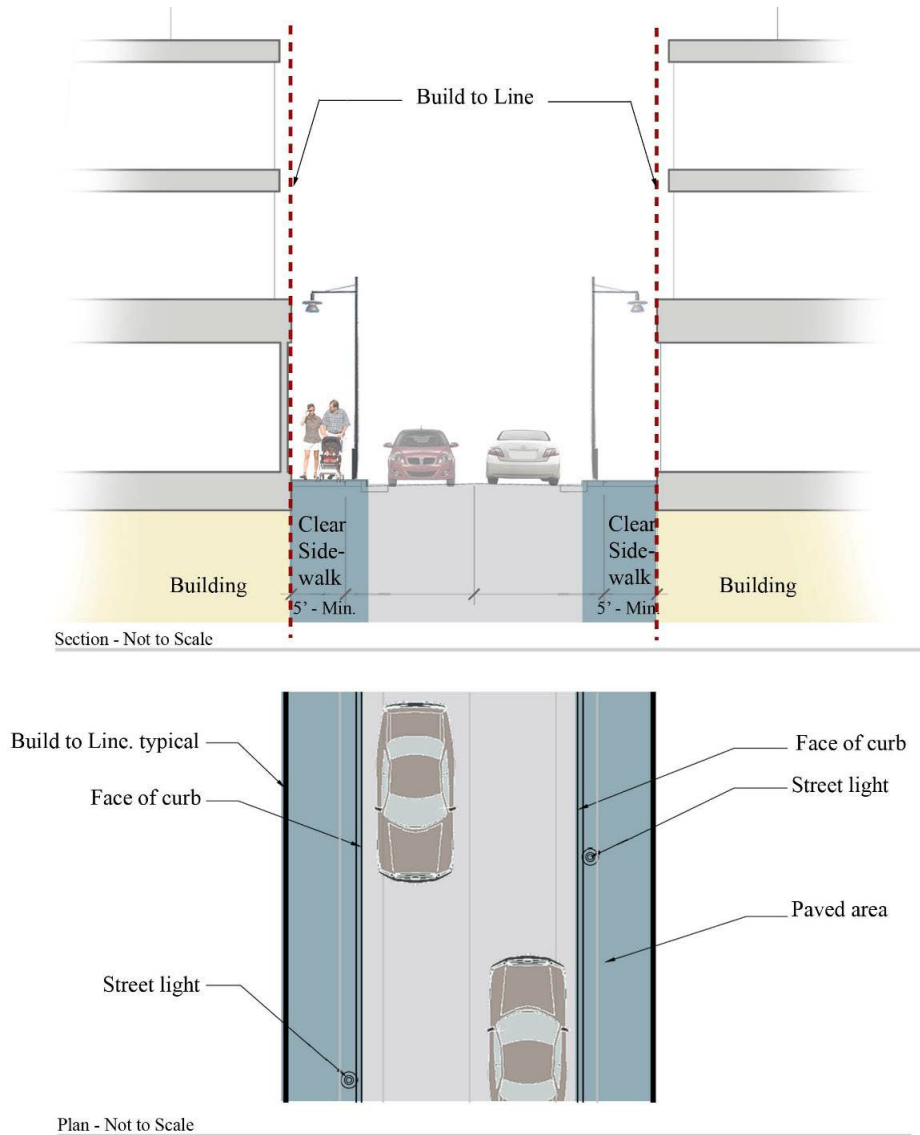 Build to Line
Clear
Side-
walk
5' - Min.
Building
Clear
Side-
walk
5' - Min.
Building
Section - Not to Scale
Build to Line. typical
Face of curb
Street light
Face of curb
Street light
Paved area
Plan - Not to Scale